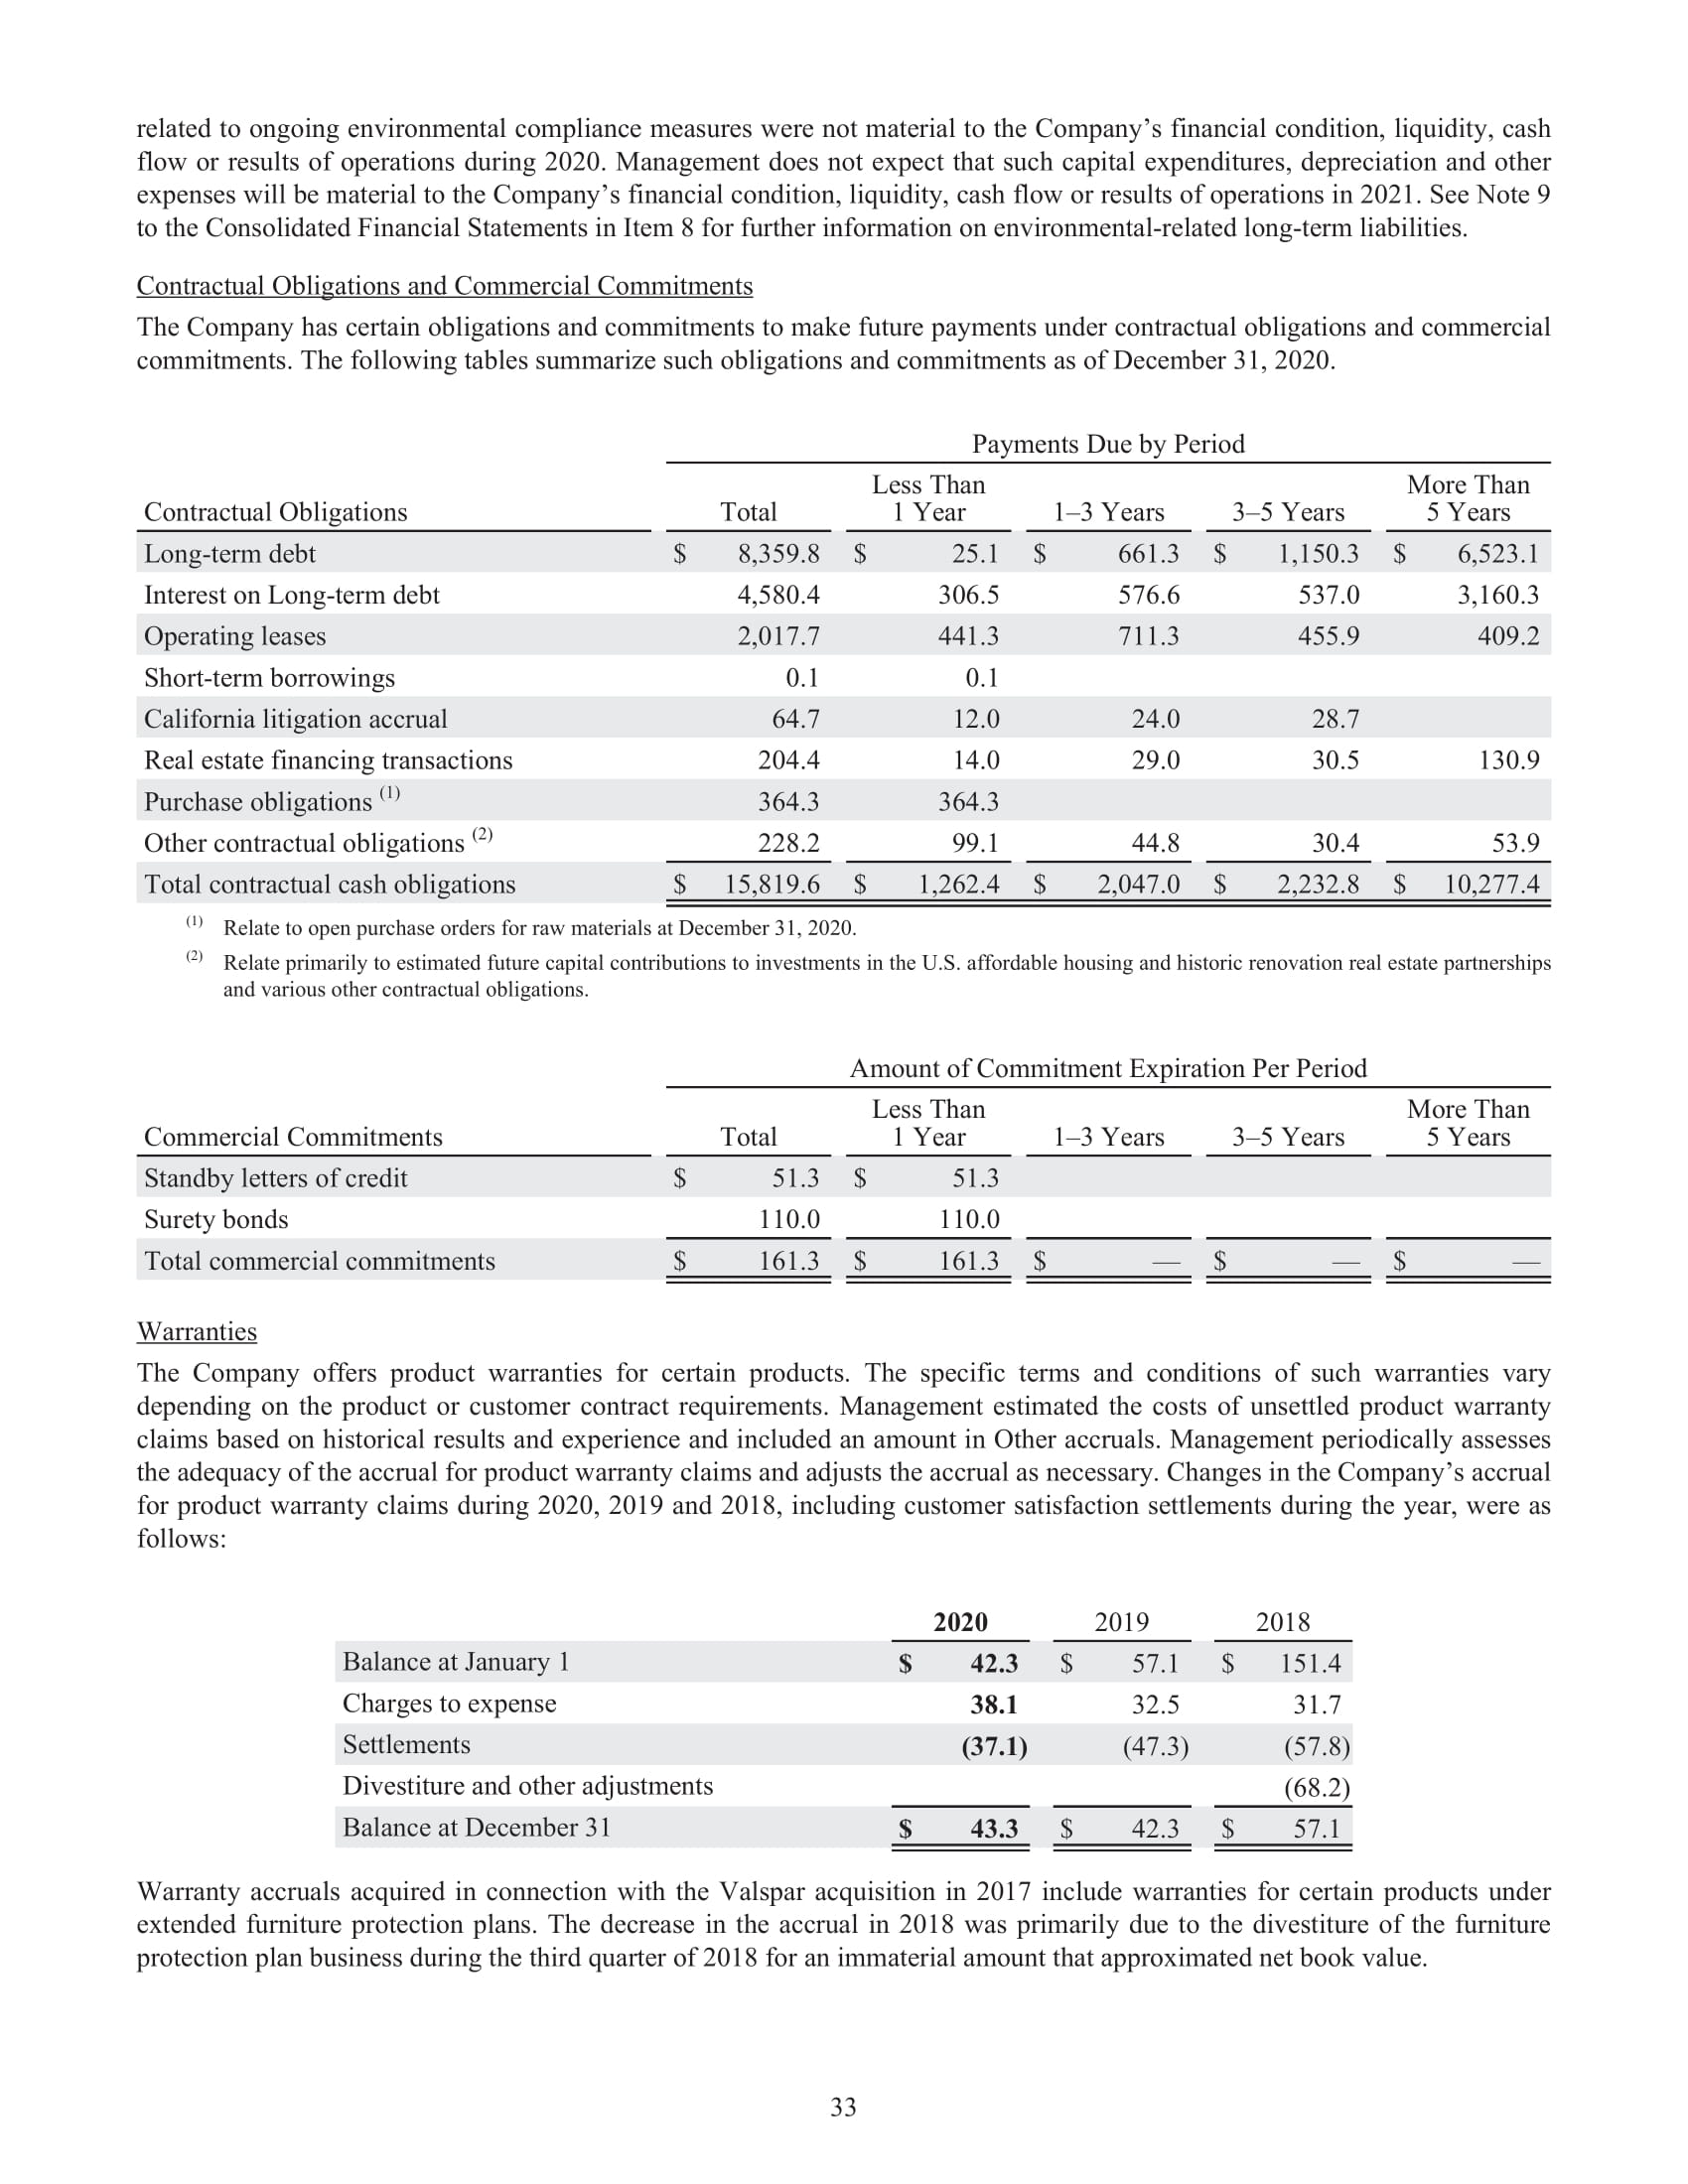 related to ongoing environmental compliance measures were not material to the Company’s financial condition, liquidity, cash
flow or results of operations during 2020. Management does not expect that such capital expenditures, depreciation and other
expenses will be material to the Company’s financial condition, liquidity, cash flow or results of operations in 2021. See Note 9
to the Consolidated Financial Statements in Item 8 for further information on environmental-related long-term liabilities.
Contractual Obligations and Commercial Commitments
The Company has certain obligations and commitments to make future payments under contractual obligations and commercial
commitments. The following tables summarize such obligations and commitments as of December 31, 2020.
Payments Due by Period
Contractual Obligations Total Less Than 1 Year 1–3 Years 3–5 Years More Than 5 Years
Long-term debt $ 8,359.8 $ 25.1 $ 661.3 $ 1,150.3 $ 6,523.1
Interest on Long-term debt 4,580.4 306.5 576.6 537.0 3,160.3
Operating leases 2,017.7 441.3 711.3 455.9 409.2
Short-term borrowings 0.1 0.1
California litigation accrual 64.7 12.0 24.0 28.7
Real estate financing transactions 204.4 14.0 29.0 30.5 130.9
Purchase obligations (1) 364.3 364.3
Other contractual obligations (2) 228.2 99.1 44.8 30.4 53.9
Total contractual cash obligations $ 15,819.6 $ 1,262.4 $ 2,047.0 $ 2,232.8 $ 10,277.4
(1) Relate to open purchase orders for raw materials at December 31, 2020.
(2) Relate primarily to estimated future capital contributions to investments in the U.S. affordable housing and historic renovation real estate partnerships
and various other contractual obligations.
Amount of Commitment Expiration Per Period
Commercial Commitments Total Less Than 1 Year 1–3 Years 3–5 Years More Than 5 Years
Standby letters of credit $ 51.3 $ 51.3
Surety bonds 110.0 110.0
Total commercial commitments $ 161.3 $ 161.3 $ — $ — $ —
Warranties
The Company offers product warranties for certain products. The specific terms and conditions of such warranties vary
depending on the product or customer contract requirements. Management estimated the costs of unsettled product warranty
claims based on historical results and experience and included an amount in Other accruals. Management periodically assesses
the adequacy of the accrual for product warranty claims and adjusts the accrual as necessary. Changes in the Company’s accrual
for product warranty claims during 2020, 2019 and 2018, including customer satisfaction settlements during the year, were as
follows:
2020 2019 2018
Balance at January 1 $ 42.3 $ 57.1 $ 151.4
Charges to expense 38.1 32.5 31.7
Settlements (37.1) (47.3) (57.8)
Divestiture and other adjustments (68.2)
Balance at December 31 $ 43.3 $ 42.3 $ 57.1
Warranty accruals acquired in connection with the Valspar acquisition in 2017 include warranties for certain products under
extended furniture protection plans. The decrease in the accrual in 2018 was primarily due to the divestiture of the furniture
protection plan business during the third quarter of 2018 for an immaterial amount that approximated net book value.
33